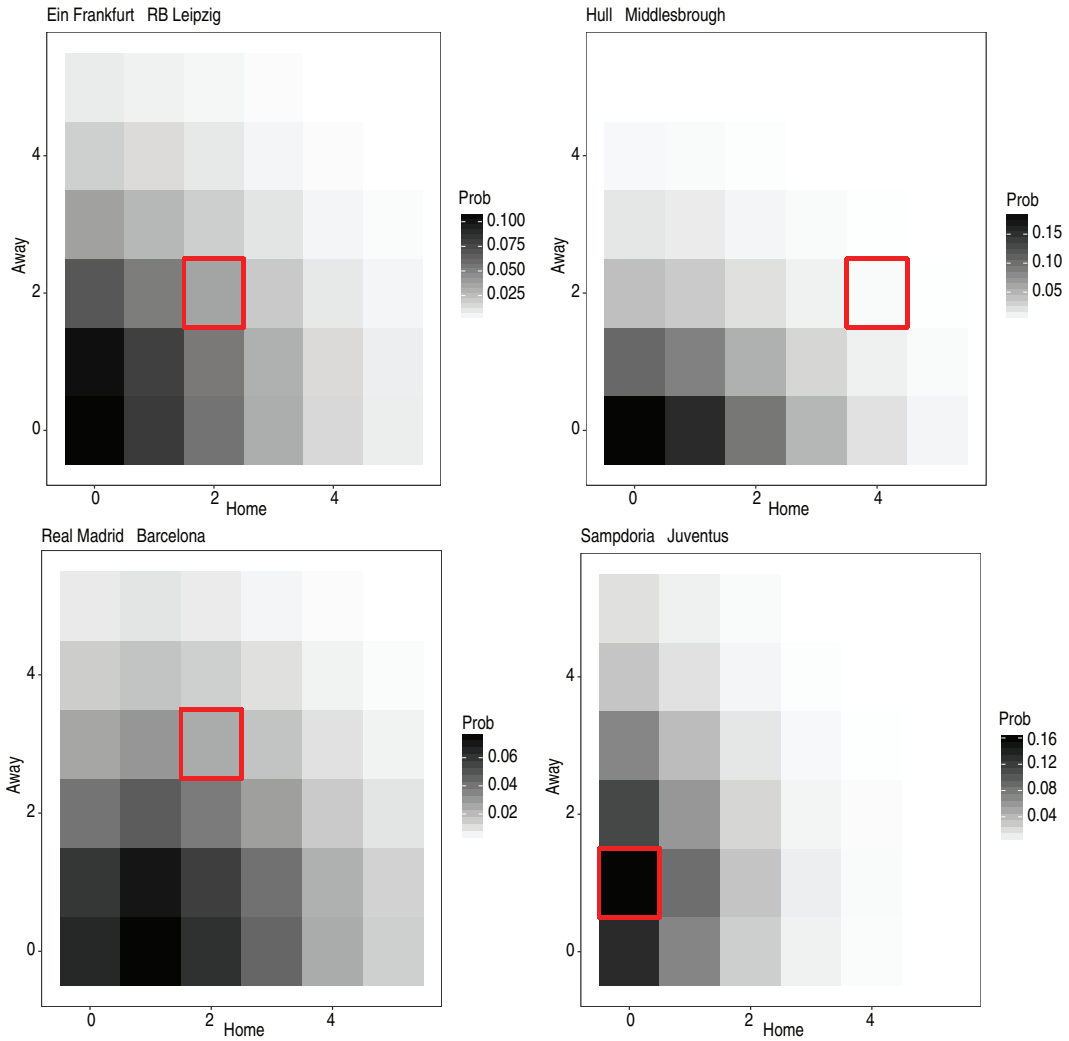 Ein Frankfurt RB Leipzig
4
2
0
Away
0 2 4
Home
Prob
0.100
0.075
0.050
0.025
Hull Middlesbrough
4
2
0
Away
0 2 4
Home
Prob
0.15
0.10
0.05
Real Madrid Barcelona
4
2
0
Away
0 2 4
Home
Prob
0.06
0.04
0.02
Sampdoria Juventus
4
2
0
Away
0 2 4
Home
Prob
0.16
0.12
0.08
0.04